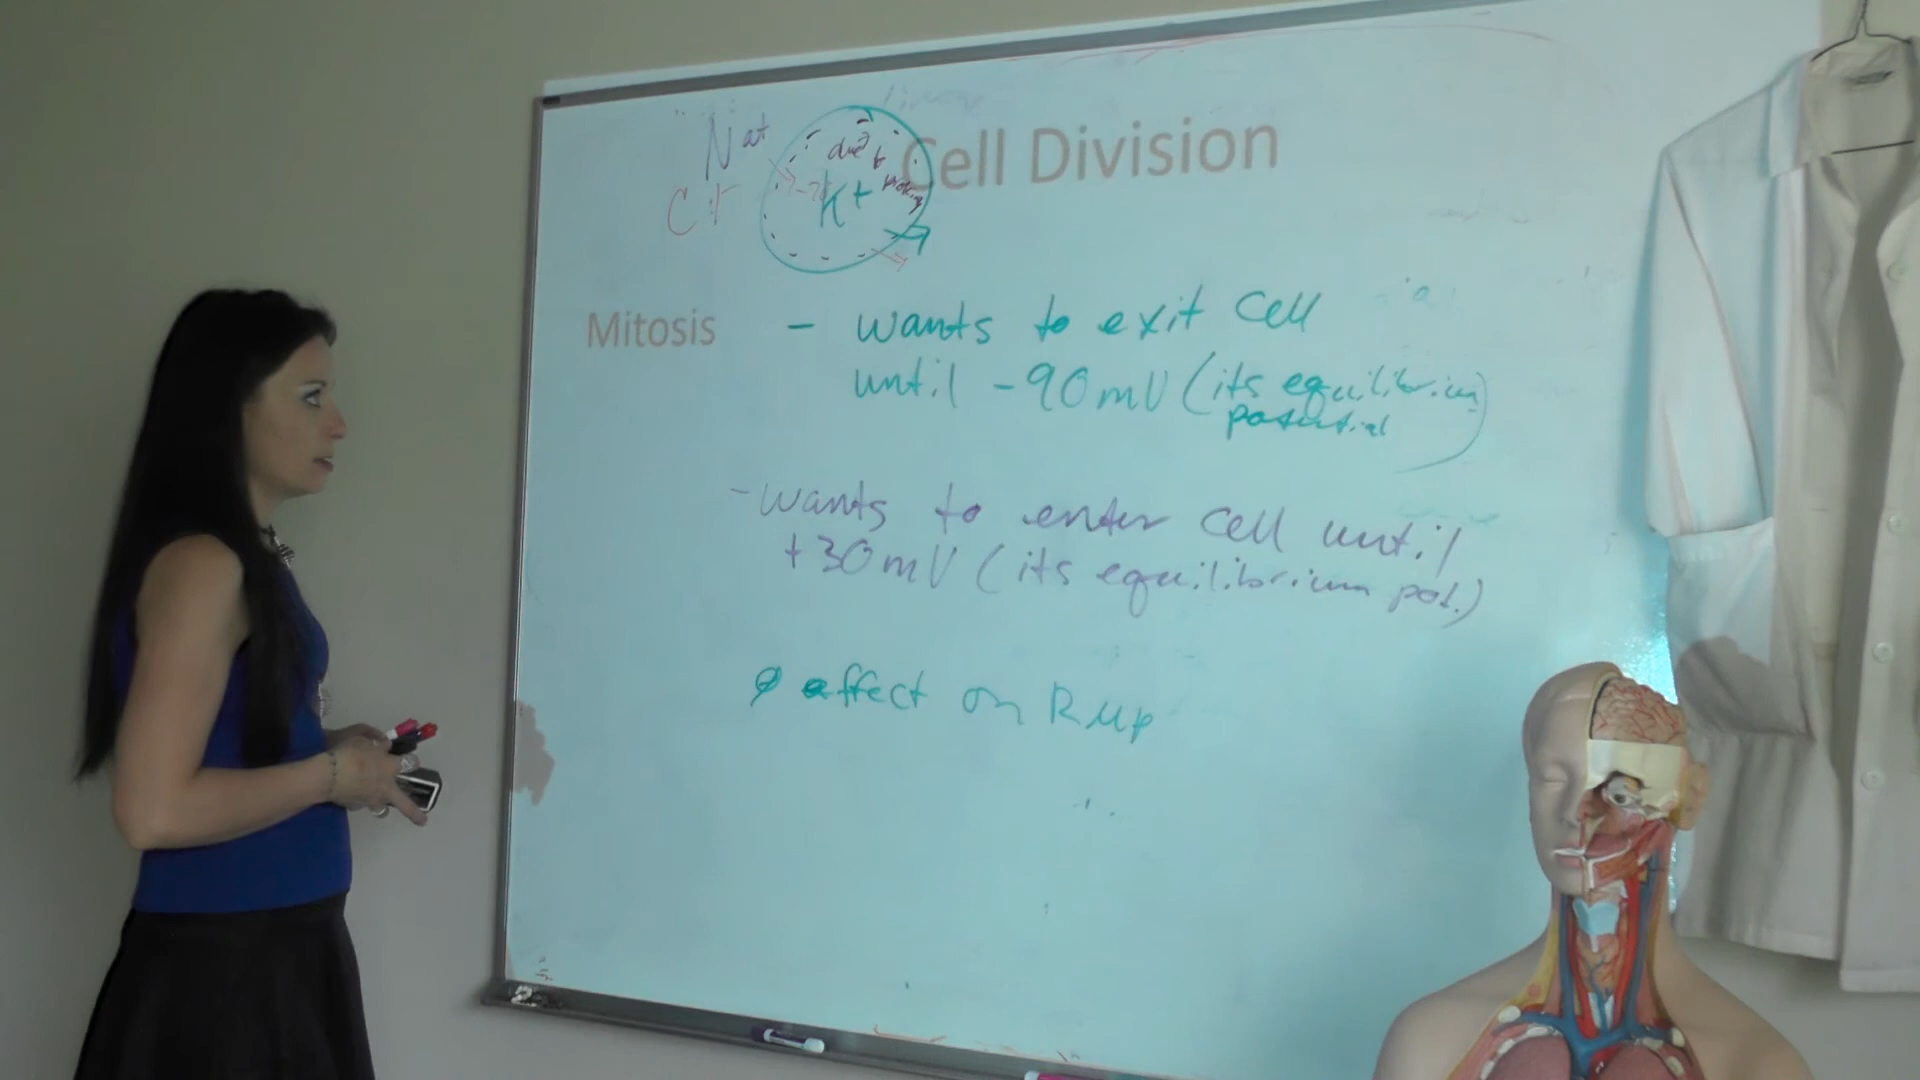 Na+
Cell Division
due
K+
Cl-
Mitosis
- wants to exit cell
until -90mV (its equilibrium
potential)
-wants to enter cell until
+30mV (its equilibrium pot.)
ø affect on RMP